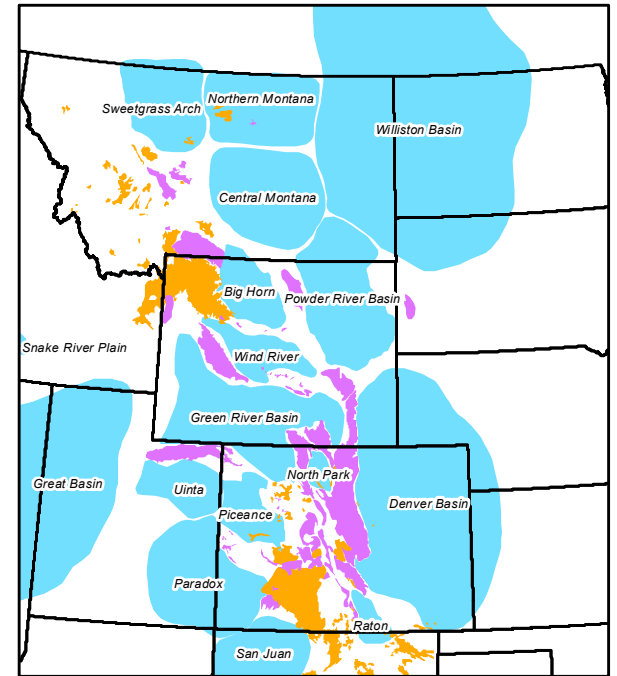 Northern Montana
Sweetgrass Arch
Williston Basin
Central Montana
Big Horn
Powder River Basin
Snake River Plain
Wind River
Green River Basin
North Park
Great Basin
Uinta
Denver Basin
Piceance
Paradox
Raton
San Juan